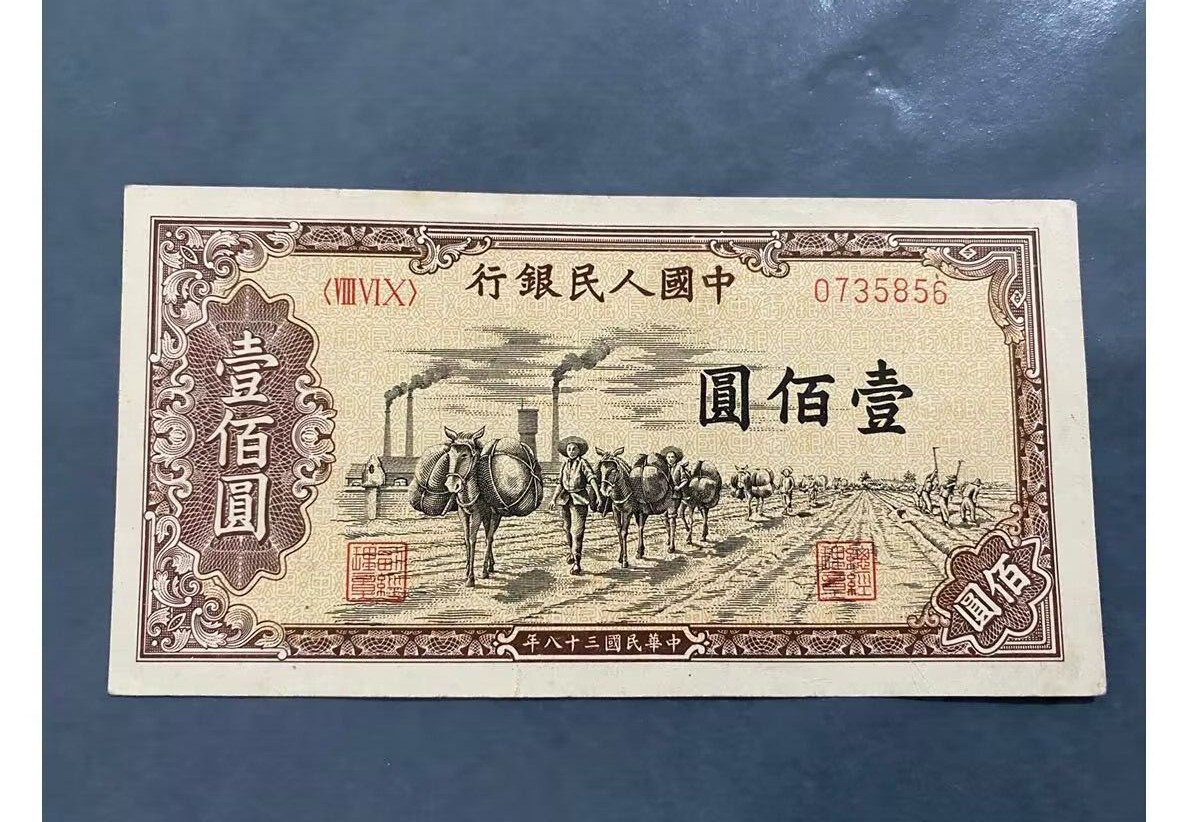 中國人民銀行
〈VIII VI X〉
0735856
壹佰圓
壹佰圓
佰圓
中華民國三十八年